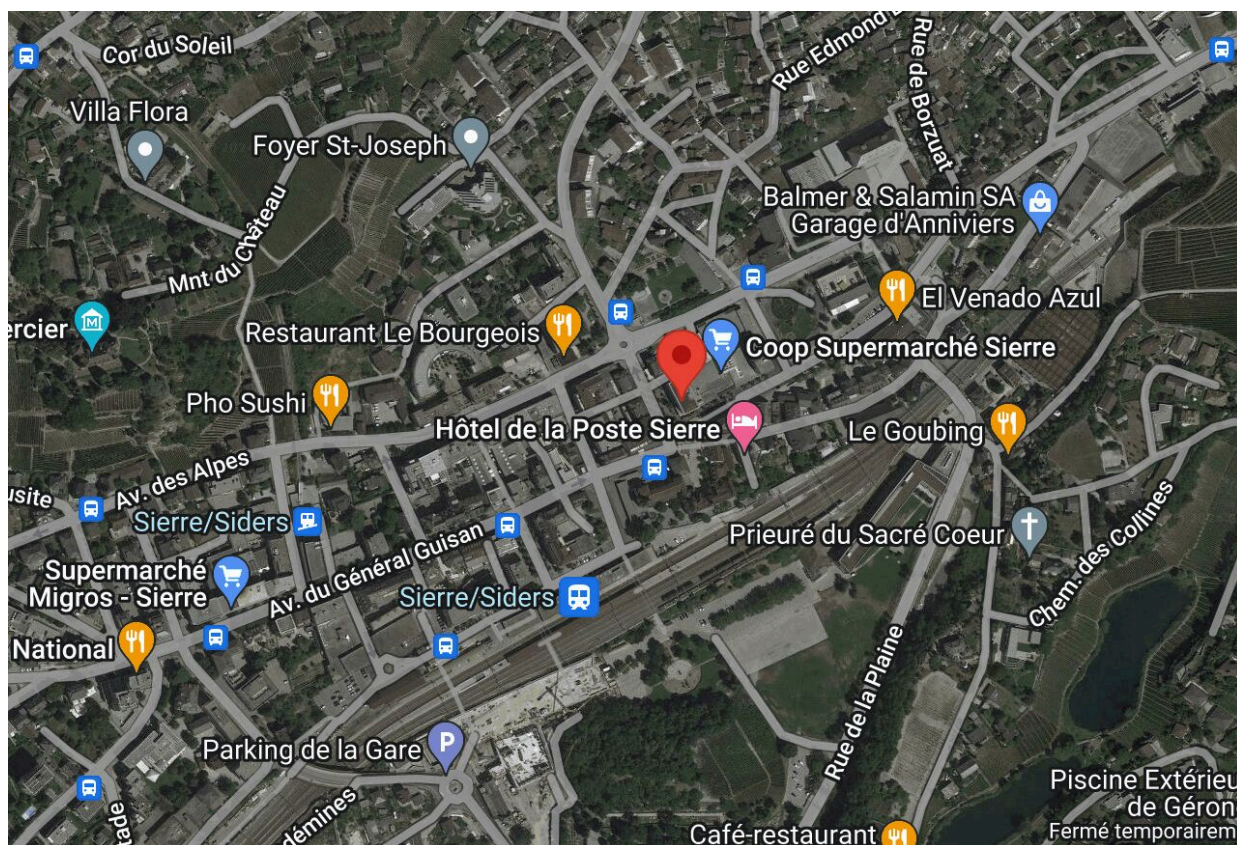 Cor du Soleil
Rue Edmond
Rue de Borzuat
Villa Flora
Foyer St-Joseph
Mnt du Château
Balmer & Salamin SA
Garage d'Anniviers
El Venado Azul
ercier
Restaurant Le Bourgeois
Coop Supermarché Sierre
Pho Sushi
Hôtel de la Poste Sierre
Le Goubing
Av. des Alpes
usite
Sierre/Siders
Prieuré du Sacré Coeur
Av. du Général Guisan
Supermarché
Migros - Sierre
Sierre/Siders
Chem. des Collines
National
Rue de la Plaine
Parking de la Gare
P
démines
tade
Piscine Extérieu
de Géron
Fermé temporairem
Café-restaurant